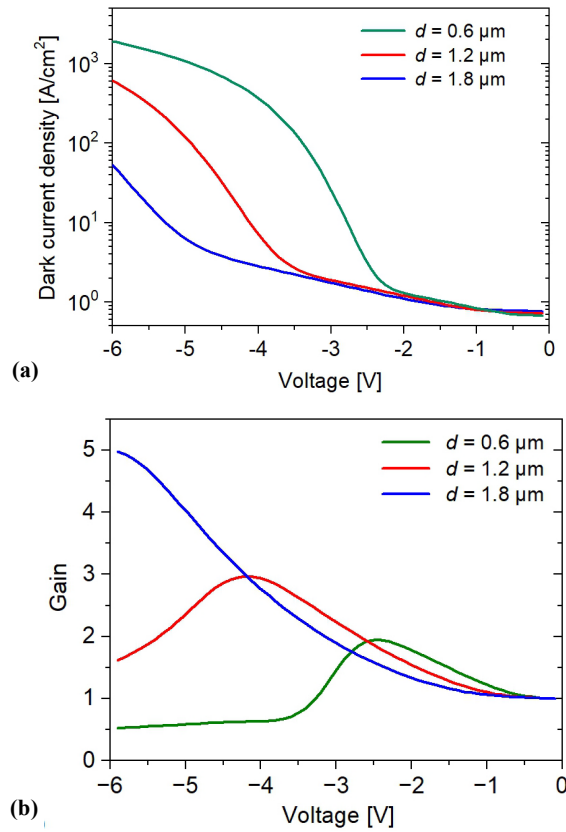 10³
10²
10¹
10⁰
Dark current density [A/cm²]
d = 0.6 µm
d = 1.2 µm
d = 1.8 µm
-6 -5 -4 -3 -2 -1 0
Voltage [V]
(a)
5
4
3
2
1
0
Gain
d = 0.6 µm
d = 1.2 µm
d = 1.8 µm
−6 −5 −4 −3 −2 −1 0
Voltage [V]
(b)